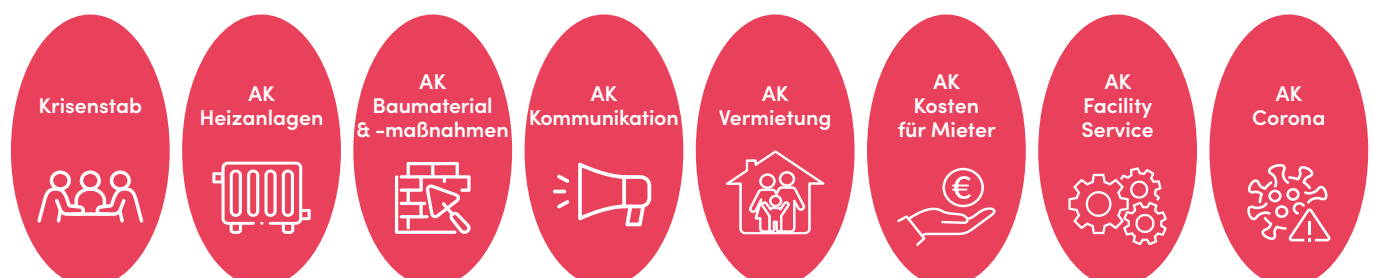 Krisenstab
AK
Heizanlagen
AK
Baumaterial
& -maßnahmen
AK
Kommunikation
AK
Vermietung
AK
Kosten
für Mieter
€
AK
Facility
Service
AK
Corona